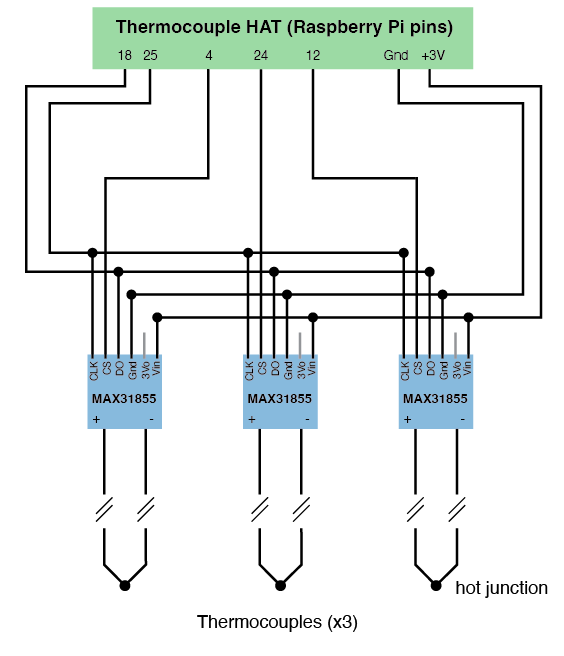 Thermocouple HAT (Raspberry Pi pins)
18 25 4 24 12 Gnd +3V
CLK CS DO Gnd 3Vo Vin CLK CS DO Gnd 3Vo Vin CLK CS DO Gnd 3Vo Vin
MAX31855 MAX31855 MAX31855
+ - + - + -
hot junction
Thermocouples (x3)